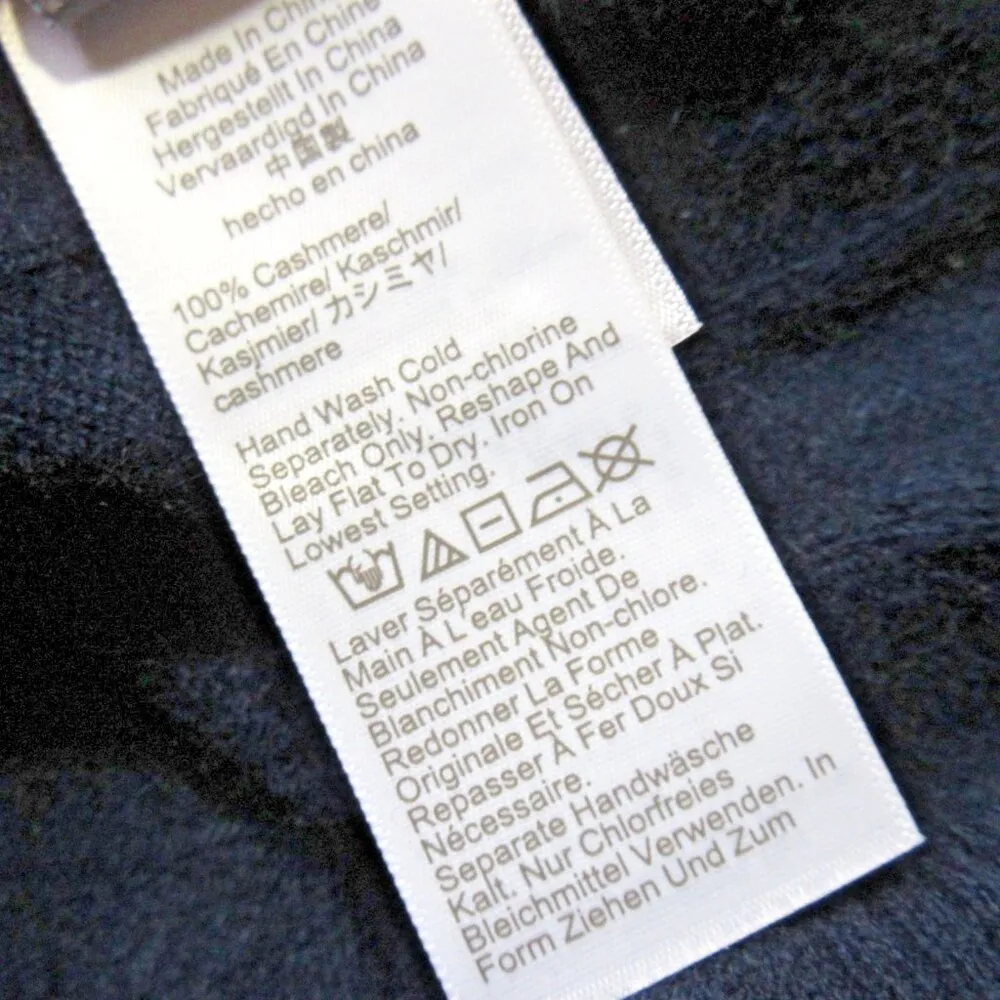 Made In China
Fabriqué En Chine
Hergestellt In China
Vervaardigd In China
中国製
hecho en china
100% Cashmere/
Cachemire/ Kaschmir/
Kasjmier/ カシミヤ/
cashmere
Hand Wash Cold
Separately. Non-chlorine
Bleach Only. Reshape And
Lay Flat To Dry. Iron On
Lowest Setting.
Laver Séparément À La
Main À L'eau Froide.
Seulement Agent De
Blanchiment Non-chlore.
Redonner La Forme
Originale Et Sécher À Plat.
Repasser À Fer Doux Si
Nécessaire.
Separate Handwäsche
Kalt. Nur Chlorfreies
Bleichmittel Verwenden. In
Form Ziehen Und Zum